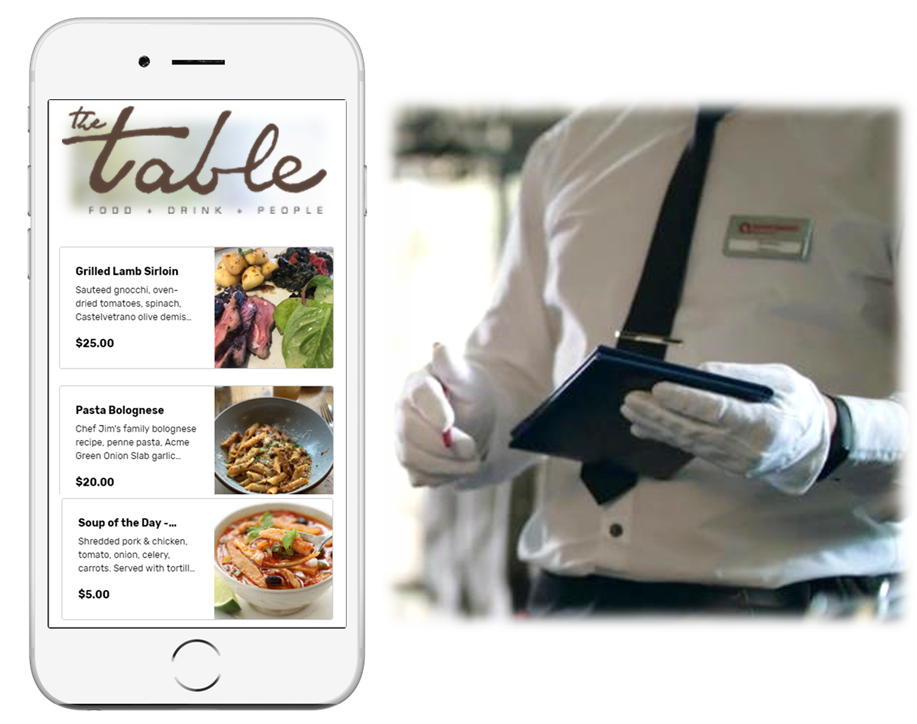 the
table
FOOD + DRINK + PEOPLE
Grilled Lamb Sirloin
Sauteed gnocchi, oven-
dried tomatoes, spinach,
Castelvetrano olive demis...
$25.00
Pasta Bolognese
Chef Jim's family bolognese
recipe, penne pasta, Acme
Green Onion Slab garlic...
$20.00
Soup of the Day -...
Shredded pork & chicken,
tomato, onion, celery,
carrots. Served with tortill...
$5.00